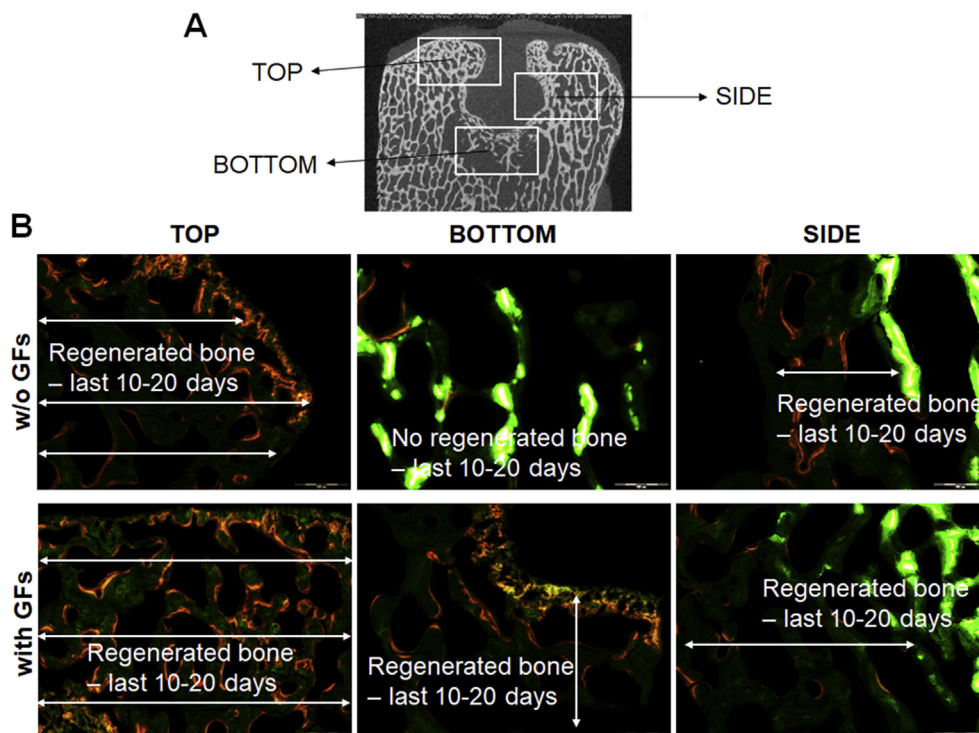 A
TOP
SIDE
BOTTOM
B
TOP
BOTTOM
SIDE
w/o GFs
Regenerated bone
– last 10-20 days
No regenerated bone
– last 10-20 days
Regenerated bone
– last 10-20 days
with GFs
Regenerated bone
– last 10-20 days
Regenerated bone
– last 10-20 days
Regenerated bone
– last 10-20 days